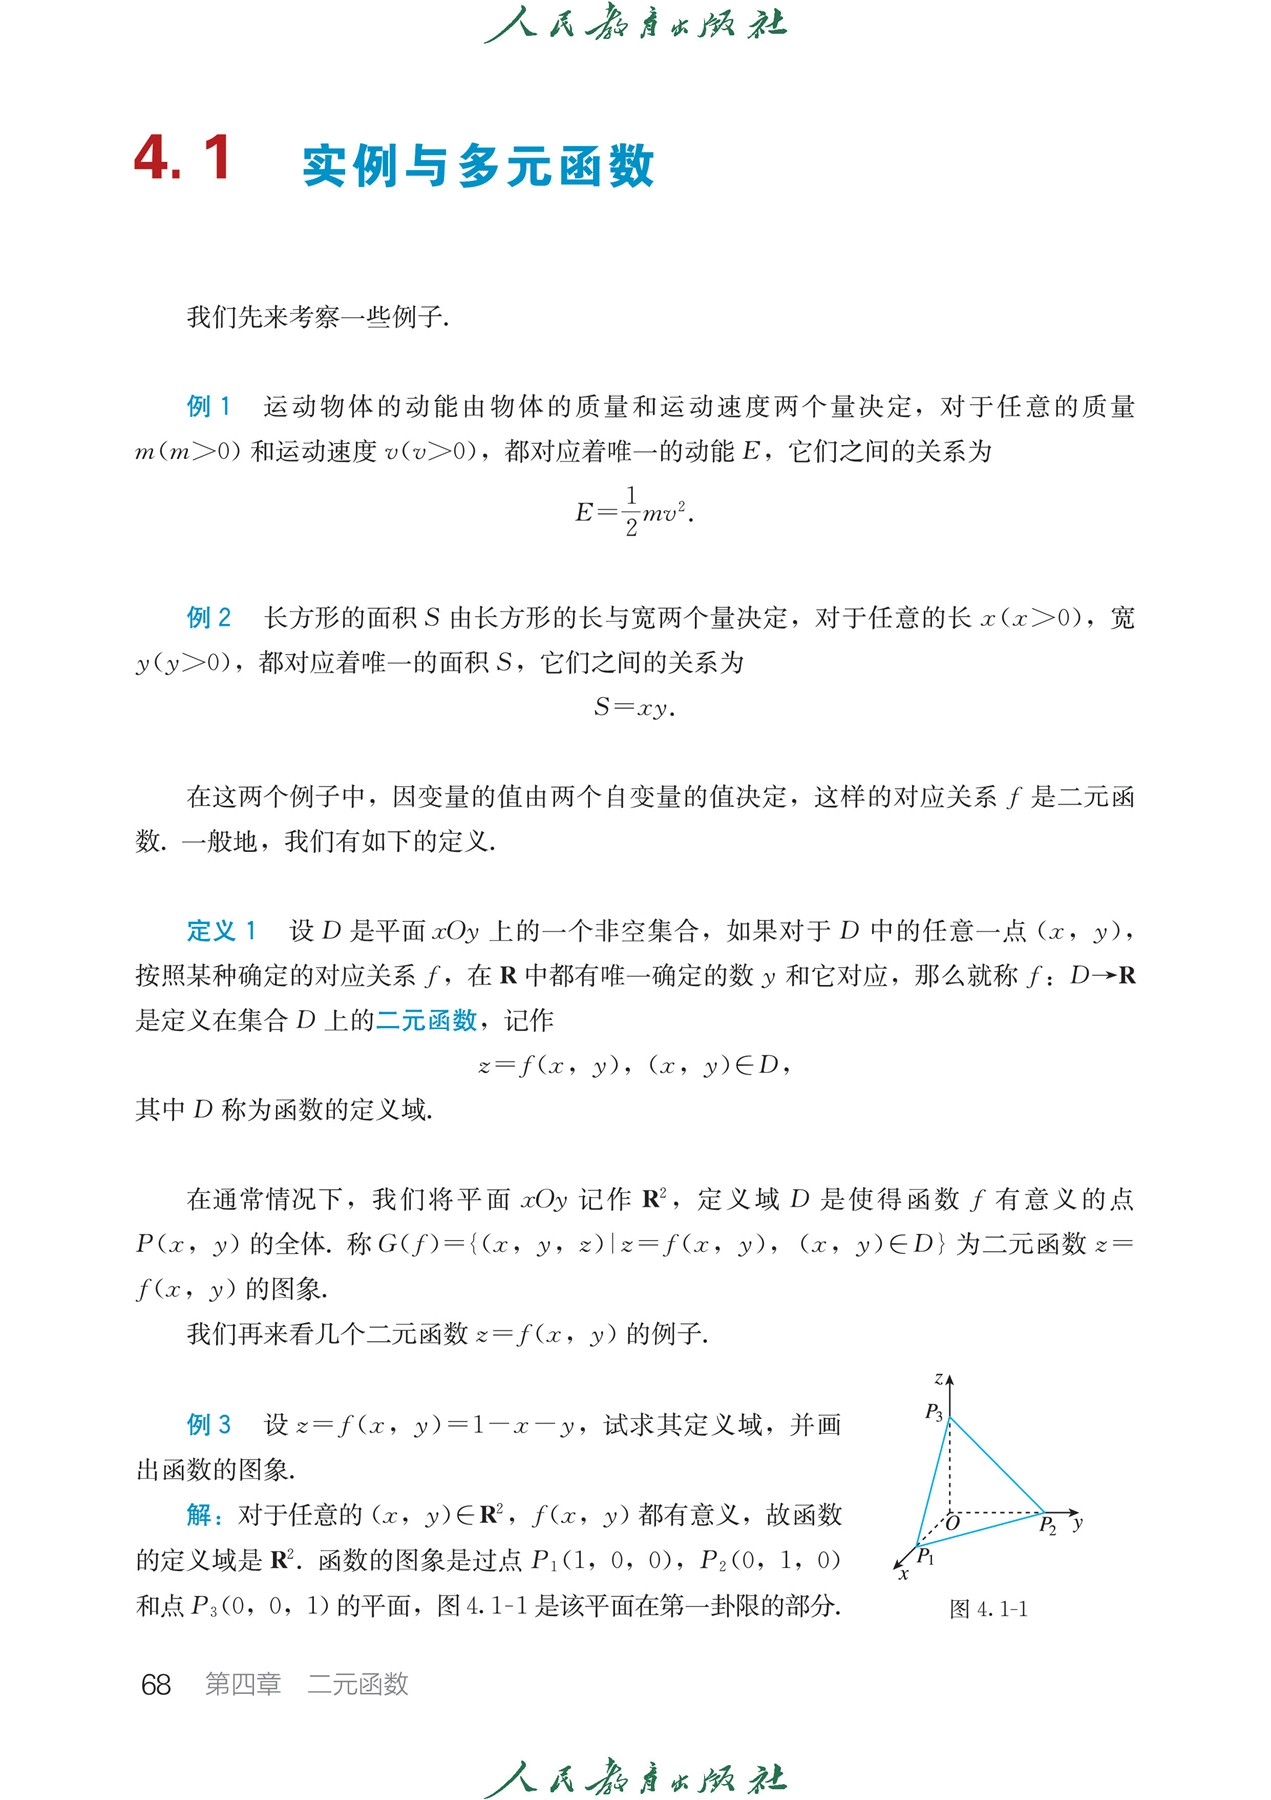 人民教育出版社
4.1 实例与多元函数
我们先来考察一些例子.
例1 运动物体的动能由物体的质量和运动速度两个量决定，对于任意的质量
m(m>0) 和运动速度 v(v>0)，都对应着唯一的动能 E，它们之间的关系为
E=\frac{1}{2}mv².
例2 长方形的面积 S 由长方形的长与宽两个量决定，对于任意的长 x(x>0)，宽
y(y>0)，都对应着唯一的面积 S，它们之间的关系为
S=xy.
在这两个例子中，因变量的值由两个自变量的值决定，这样的对应关系 f 是二元函
数. 一般地，我们有如下的定义.
定义1 设 D 是平面 xOy 上的一个非空集合，如果对于 D 中的任意一点 (x，y)，
按照某种确定的对应关系 f，在 R 中都有唯一确定的数 y 和它对应，那么就称 f：D→R
是定义在集合 D 上的二元函数，记作
z=f(x，y)，(x，y)∈D，
其中 D 称为函数的定义域.
在通常情况下，我们将平面 xOy 记作 R²，定义域 D 是使得函数 f 有意义的点
P(x，y) 的全体. 称 G(f)={(x，y，z)|z=f(x，y)，(x，y)∈D} 为二元函数 z=
f(x，y) 的图象.
我们再来看几个二元函数 z=f(x，y) 的例子.
例3 设 z=f(x，y)=1-x-y，试求其定义域，并画
出函数的图象.
解：对于任意的 (x，y)∈R²，f(x，y) 都有意义，故函数
的定义域是 R². 函数的图象是过点 P₁(1，0，0)，P₂(0，1，0)
和点 P₃(0，0，1) 的平面，图 4.1-1 是该平面在第一卦限的部分.
z
P₃
O
P₂
y
P₁
x
图 4.1-1
68 第四章 二元函数
人民教育出版社